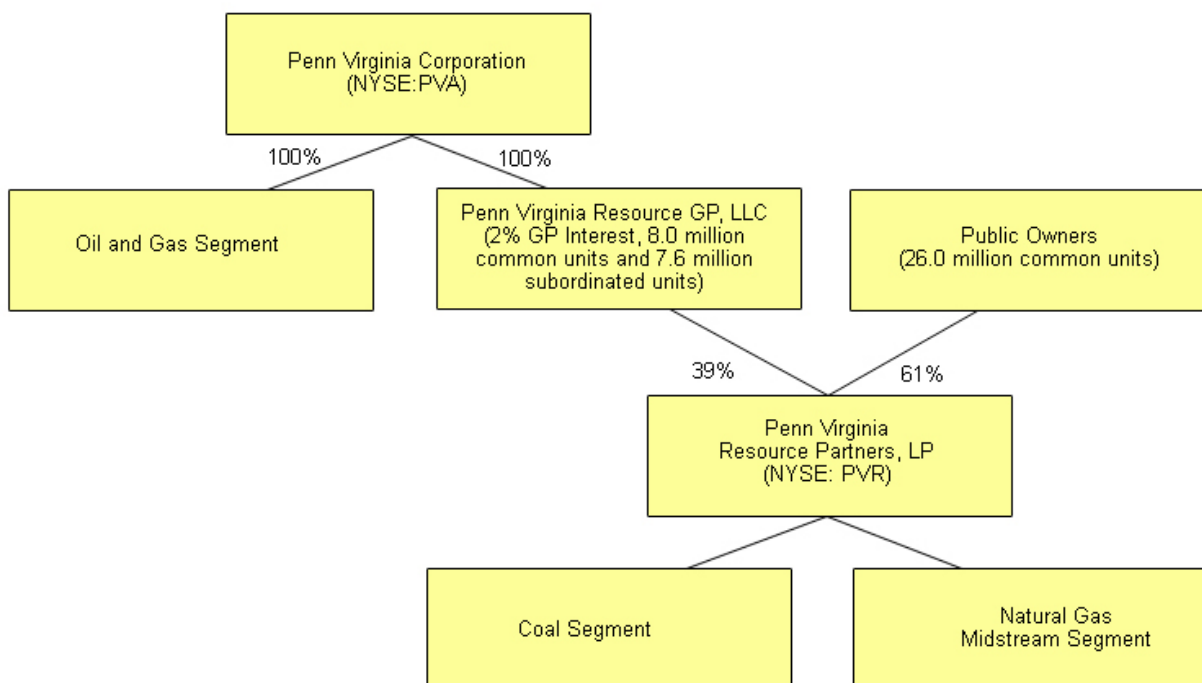 Penn Virginia Corporation
(NYSE:PVA)
100%
100%
Oil and Gas Segment
Penn Virginia Resource GP, LLC
(2% GP Interest, 8.0 million
common units and 7.6 million
subordinated units)
Public Owners
(26.0 million common units)
39%
61%
Penn Virginia
Resource Partners, LP
(NYSE: PVR)
Coal Segment
Natural Gas
Midstream Segment